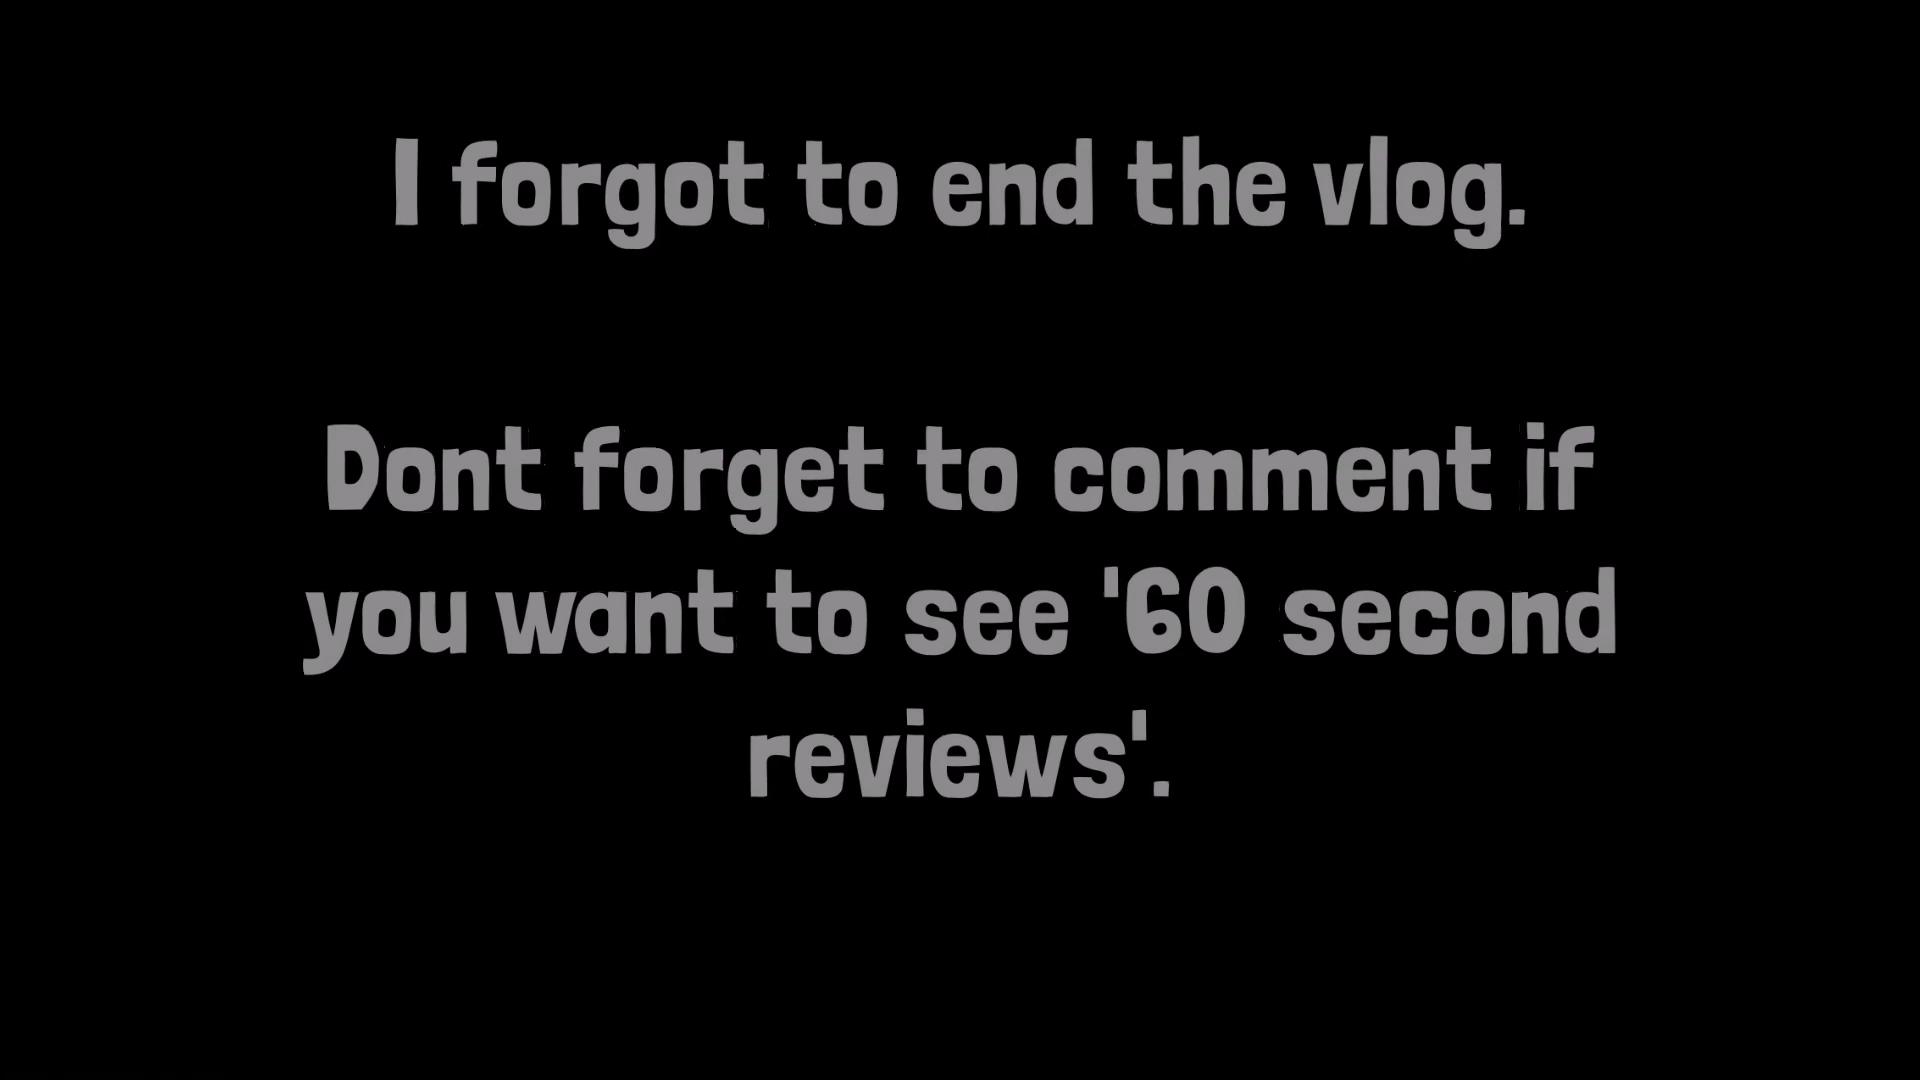 I forgot to end the vlog.
Dont forget to comment if
you want to see '60 second
reviews'.